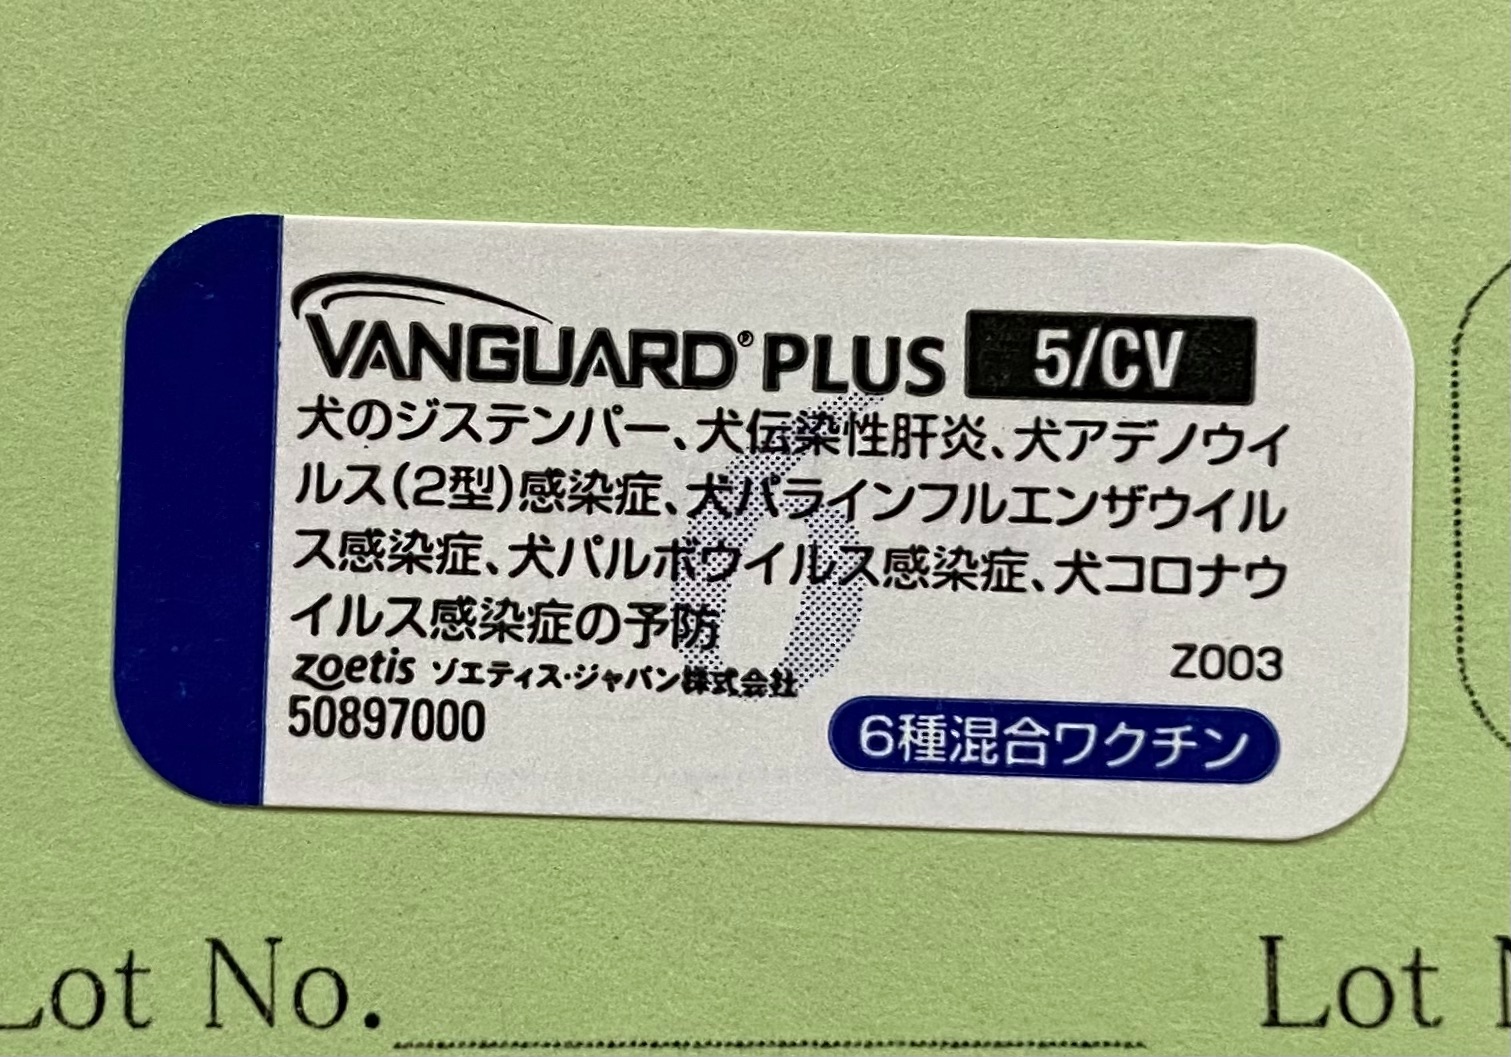 VANGUARD® PLUS 5/CV
犬のジステンパー、犬伝染性肝炎、犬アデノウイ
ルス(2型)感染症、犬パラインフルエンザウイル
ス感染症、犬パルボウイルス感染症、犬コロナウ
イルス感染症の予防
6
zoetis ソエティス・ジャパン株式会社
Z003
50897000
6種混合ワクチン
Lot No.
Lot